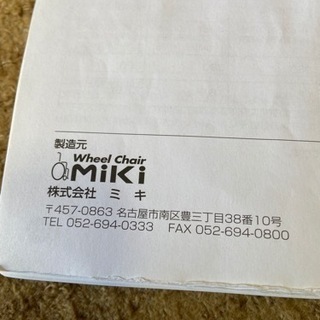 製造元
Wheel Chair
MiKi
株式会社 ミキ
〒457-0863 名古屋市南区豊三丁目38番10号
TEL 052-694-0333 FAX 052-694-0800